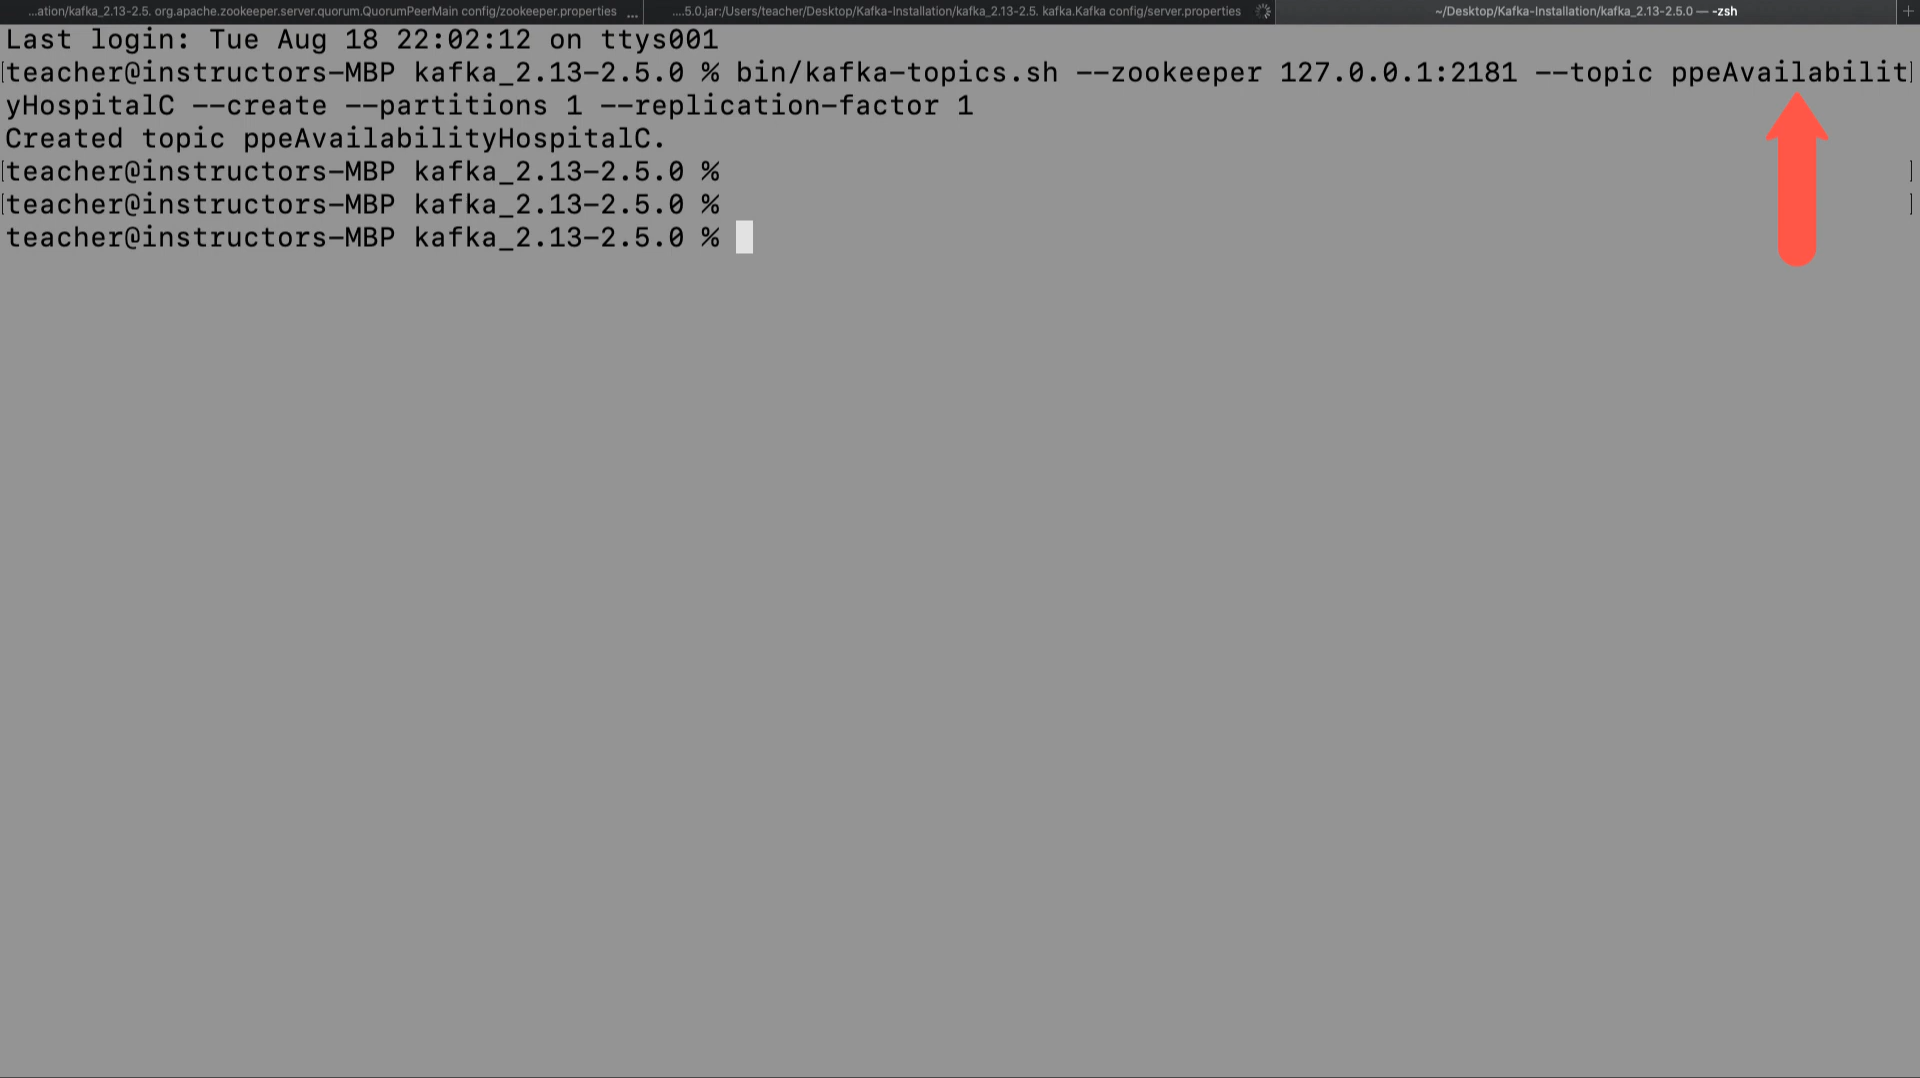 ...ation/kafka_2.13-2.5. org.apache.zookeeper.server.quorum.QuorumPeerMain config/zookeeper.properties ...
....5.0.jar:/Users/teacher/Desktop/Kafka-Installation/kafka_2.13-2.5. kafka.Kafka config/server.properties
~/Desktop/Kafka-Installation/kafka_2.13-2.5.0 — -zsh
+
Last login: Tue Aug 18 22:02:12 on ttys001
[teacher@instructors-MBP kafka_2.13-2.5.0 % bin/kafka-topics.sh --zookeeper 127.0.0.1:2181 --topic ppeAvailabilit]
yHospitalC --create --partitions 1 --replication-factor 1
Created topic ppeAvailabilityHospitalC.
[teacher@instructors-MBP kafka_2.13-2.5.0 % ]
[teacher@instructors-MBP kafka_2.13-2.5.0 % ]
teacher@instructors-MBP kafka_2.13-2.5.0 %